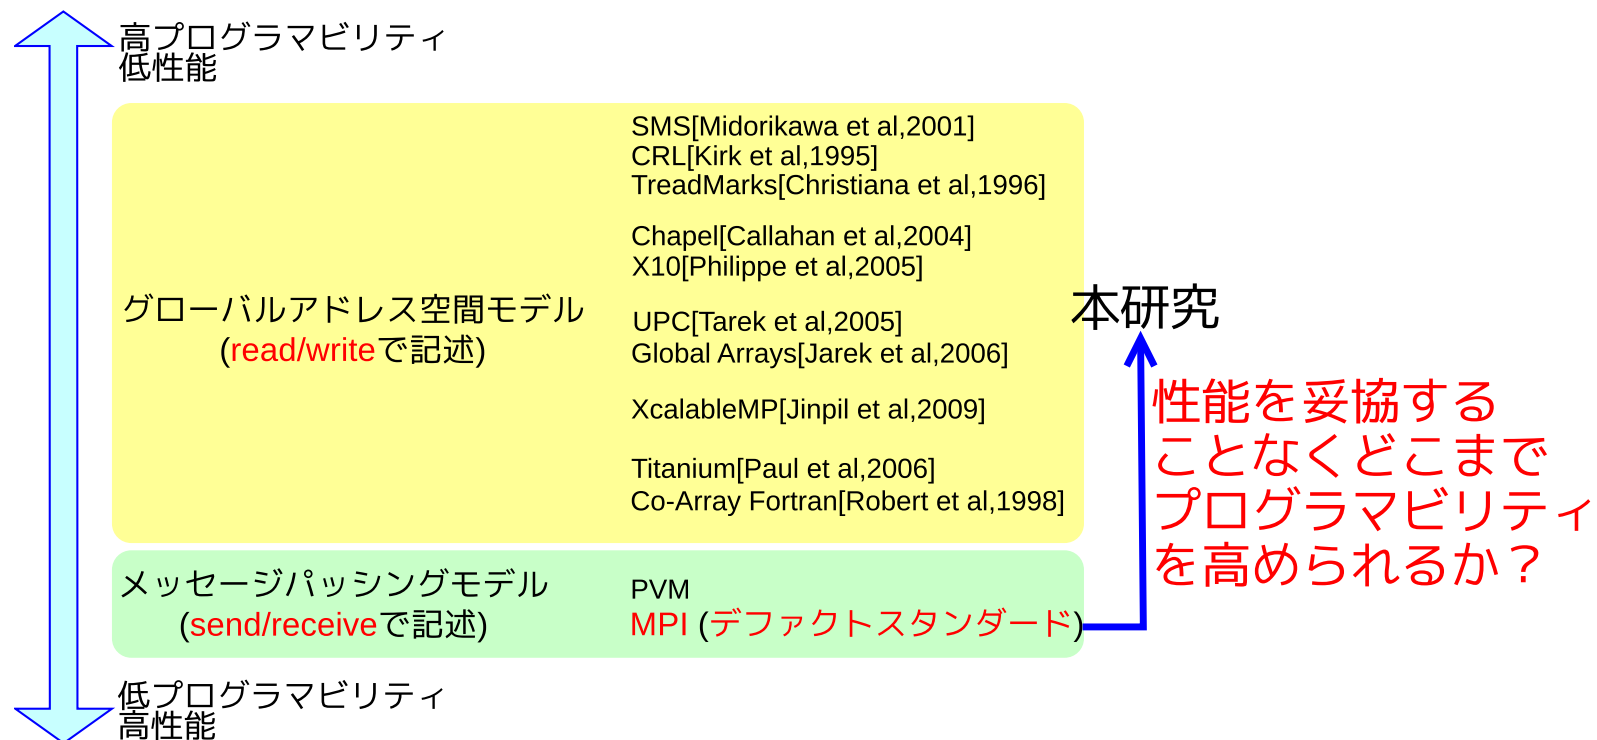 高プログラマビリティ
低性能
SMS[Midorikawa et al,2001]
CRL[Kirk et al,1995]
TreadMarks[Christiana et al,1996]
Chapel[Callahan et al,2004]
X10[Philippe et al,2005]
グローバルアドレス空間モデル
(read/writeで記述)
UPC[Tarek et al,2005]
Global Arrays[Jarek et al,2006]
XcalableMP[Jinpil et al,2009]
Titanium[Paul et al,2006]
Co-Array Fortran[Robert et al,1998]
本研究
性能を妥協する
ことなくどこまで
プログラマビリティ
を高められるか？
メッセージパッシングモデル
(send/receiveで記述)
PVM
MPI (デファクトスタンダード)
低プログラマビリティ
高性能